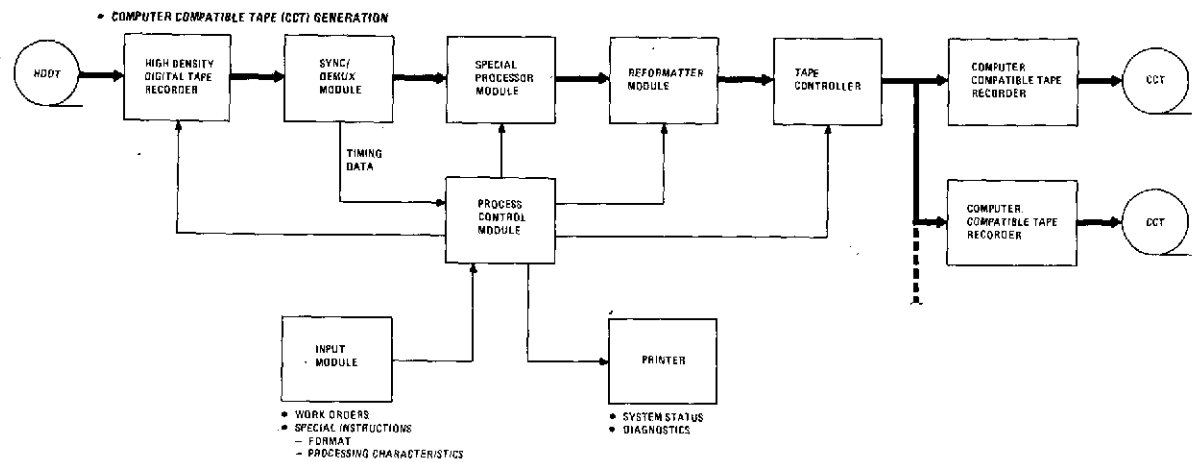 • COMPUTER COMPATIBLE TAPE (CCT) GENERATION
HDDT
HIGH DENSITY
DIGITAL TAPE
RECORDER
SYNC/
DEMUX
MODULE
SPECIAL
PROCESSOR
MODULE
REFORMATTER
MODULE
TAPE
CONTROLLER
COMPUTER
COMPATIBLE TAPE
RECORDER
CCT
TIMING
DATA
PROCESS
CONTROL
MODULE
COMPUTER
COMPATIBLE TAPE
RECORDER
CCT
INPUT
MODULE
PRINTER
• WORK ORDERS
• SPECIAL INSTRUCTIONS
– FORMAT
– PROCESSING CHARACTERISTICS
• SYSTEM STATUS
• DIAGNOSTICS